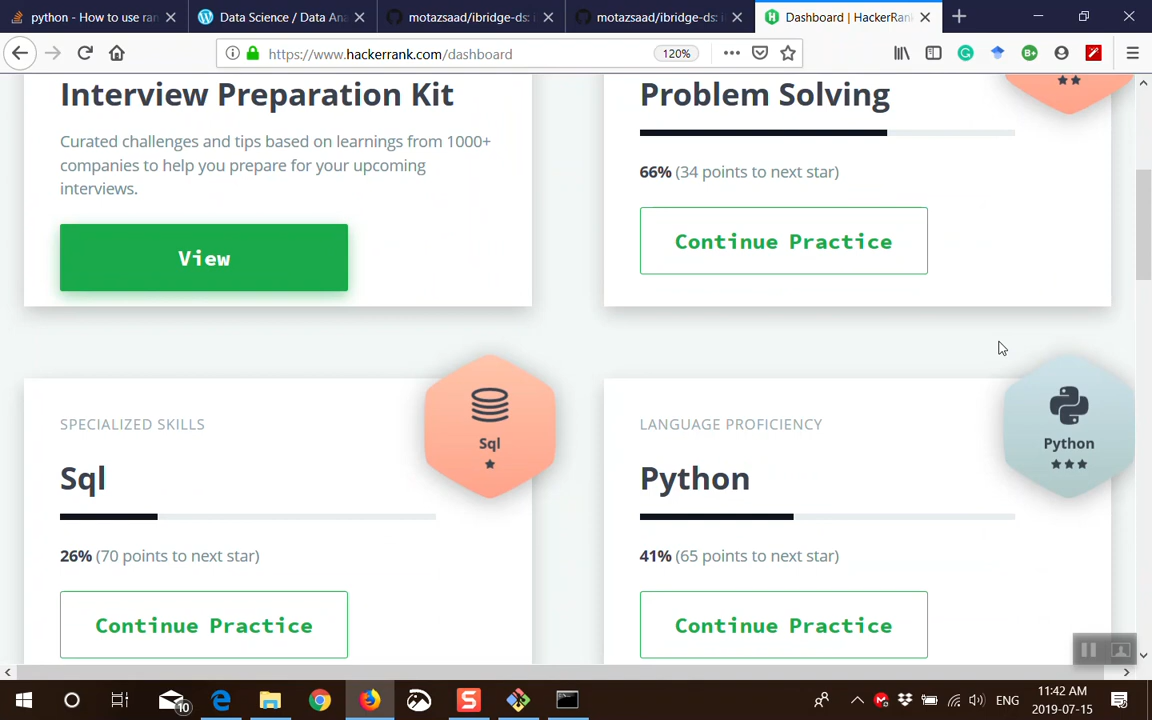 python - How to use ran
Data Science / Data Ana
motazsaad/ibridge-ds:
motazsaad/ibridge-ds: i
Dashboard | HackerRank
https://www.hackerrank.com/dashboard
120%
Interview Preparation Kit
Curated challenges and tips based on learnings from 1000+
companies to help you prepare for your upcoming
interviews.
View
Problem Solving
66% (34 points to next star)
Continue Practice
SPECIALIZED SKILLS
Sql
Sql
26% (70 points to next star)
Continue Practice
LANGUAGE PROFICIENCY
Python
Python
41% (65 points to next star)
Continue Practice
10
ENG
11:42 AM
2019-07-15